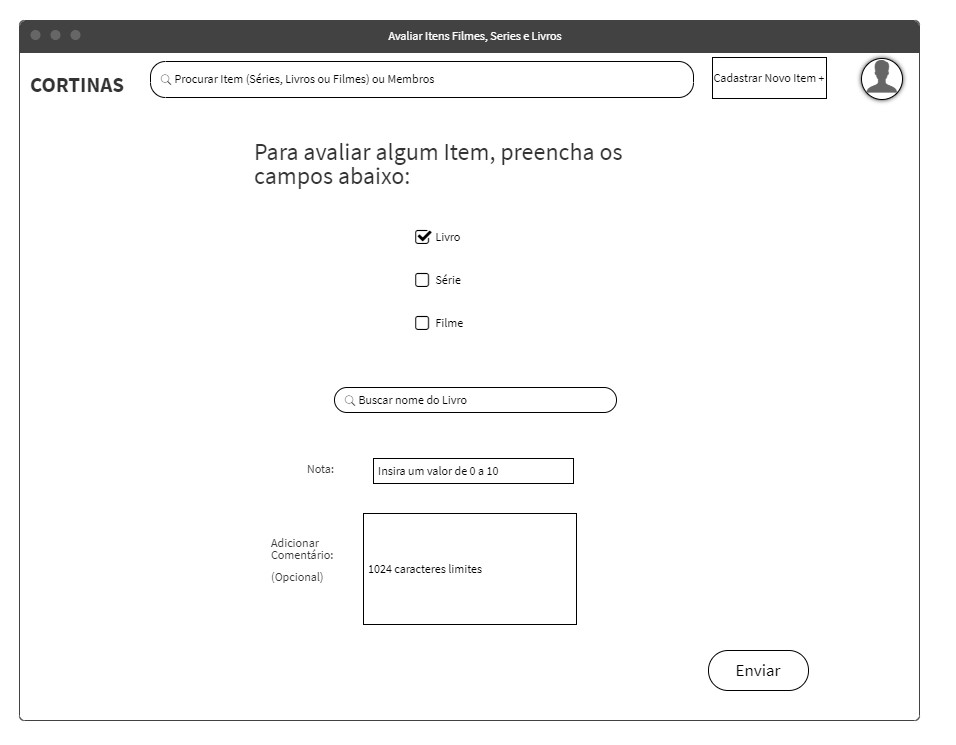 Avaliar Itens Filmes, Series e Livros
CORTINAS
Procurar Item (Séries, Livros ou Filmes) ou Membros
Cadastrar Novo Item +
Para avaliar algum Item, preencha os
campos abaixo:
Livro
Série
Filme
Buscar nome do Livro
Nota:
Insira um valor de 0 a 10
Adicionar
Comentário:
(Opcional)
1024 caracteres limites
Enviar